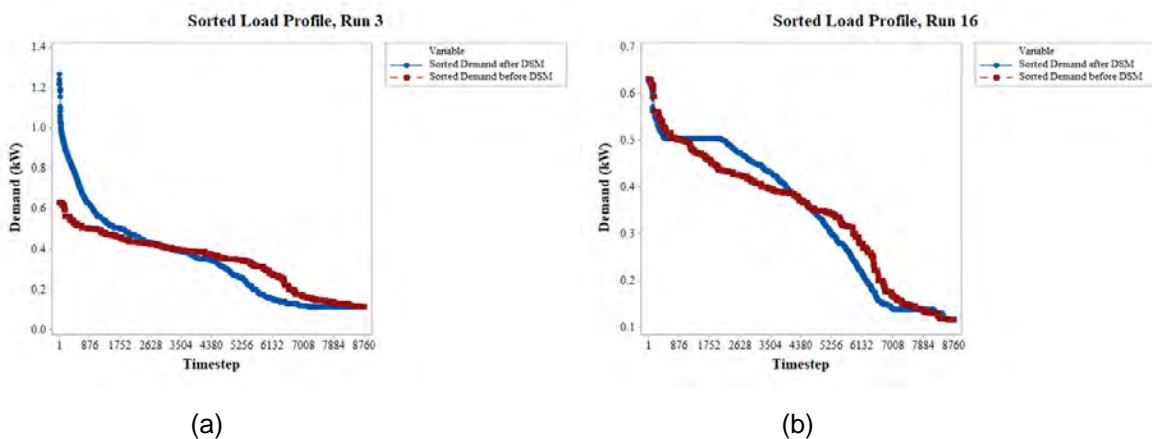 Sorted Load Profile, Run 3
Variable
Sorted Demand after DSM
Sorted Demand before DSM
Demand (kW)
1.4
1.2
1.0
0.8
0.6
0.4
0.2
0.0
1 876 1752 2628 3504 4380 5256 6132 7008 7884 8760
Timestep
(a)
Sorted Load Profile, Run 16
Variable
Sorted Demand after DSM
Sorted Demand before DSM
Demand (kW)
0.7
0.6
0.5
0.4
0.3
0.2
0.1
1 876 1752 2628 3504 4380 5256 6132 7008 7884 8760
Timestep
(b)